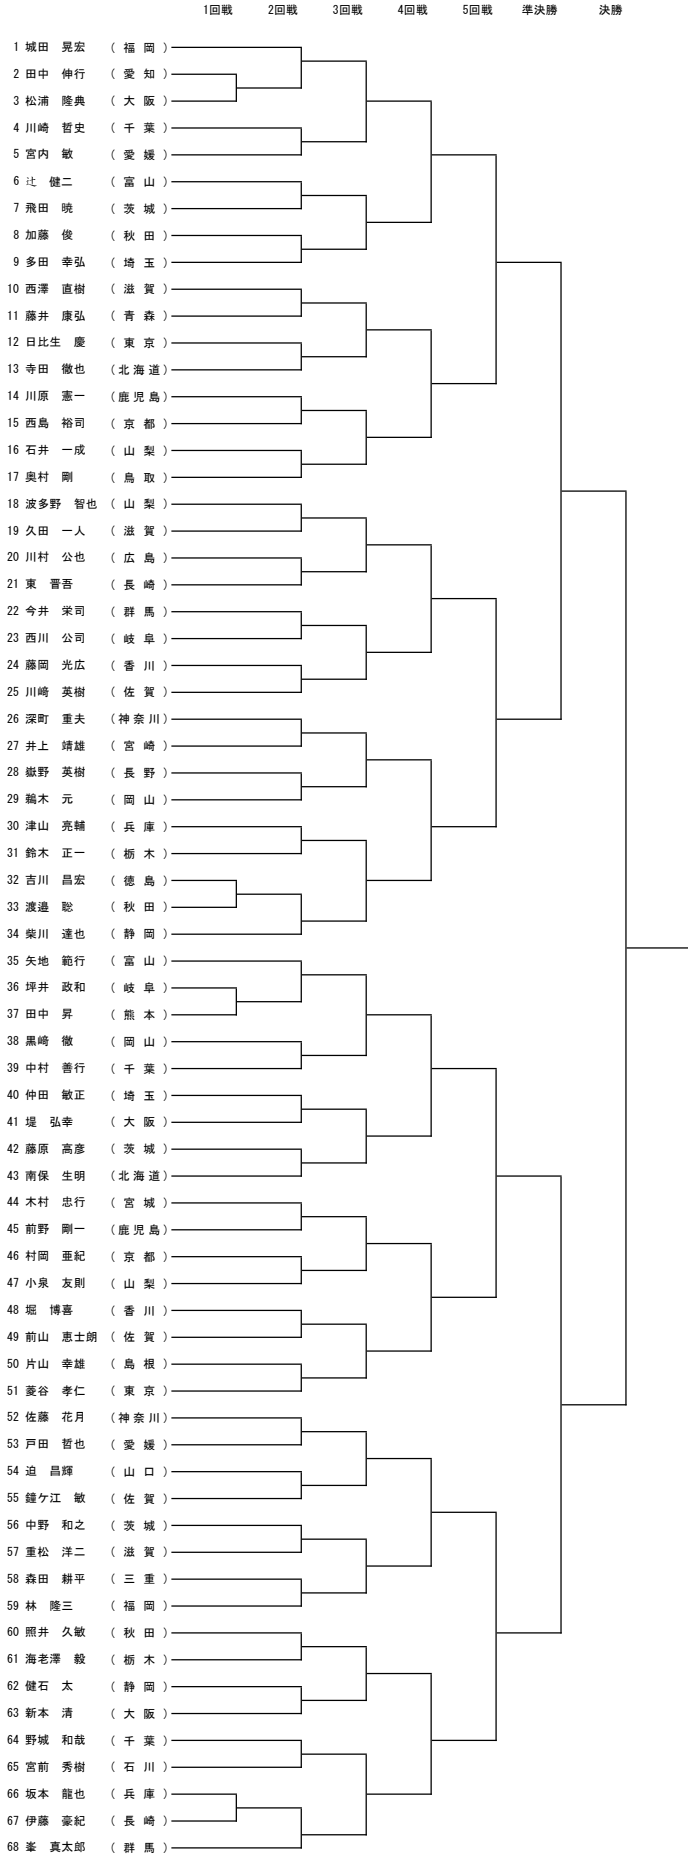 1回戦 2回戦 3回戦 4回戦 5回戦 準決勝 決勝
1 城田 晃宏 ( 福 岡 )
2 田中 伸行 ( 愛 知 )
3 松浦 隆典 ( 大 阪 )
4 川崎 哲史 ( 千 葉 )
5 宮内 敏 ( 愛 媛 )
6 辻 健二 ( 富 山 )
7 飛田 暁 ( 茨 城 )
8 加藤 俊 ( 秋 田 )
9 多田 幸弘 ( 埼 玉 )
10 西澤 直樹 ( 滋 賀 )
11 藤井 康弘 ( 青 森 )
12 日比生 慶 ( 東 京 )
13 寺田 徹也 (北海道)
14 川原 憲一 (鹿児島)
15 西島 裕司 ( 京 都 )
16 石井 一成 ( 山 梨 )
17 奥村 剛 ( 鳥 取 )
18 波多野 智也 ( 山 梨 )
19 久田 一人 ( 滋 賀 )
20 川村 公也 ( 広 島 )
21 東 晋吾 ( 長 崎 )
22 今井 栄司 ( 群 馬 )
23 西川 公司 ( 岐 阜 )
24 藤岡 光広 ( 香 川 )
25 川﨑 英樹 ( 佐 賀 )
26 深町 重夫 (神奈川)
27 井上 靖雄 ( 宮 崎 )
28 嶽野 英樹 ( 長 野 )
29 鵜木 元 ( 岡 山 )
30 津山 亮輔 ( 兵 庫 )
31 鈴木 正一 ( 栃 木 )
32 吉川 昌宏 ( 徳 島 )
33 渡邉 聡 ( 秋 田 )
34 柴川 達也 ( 静 岡 )
35 矢地 範行 ( 富 山 )
36 坪井 政和 ( 岐 阜 )
37 田中 昇 ( 熊 本 )
38 黒﨑 徹 ( 岡 山 )
39 中村 善行 ( 千 葉 )
40 仲田 敏正 ( 埼 玉 )
41 堤 弘幸 ( 大 阪 )
42 藤原 高彦 ( 茨 城 )
43 南保 生明 (北海道)
44 木村 忠行 ( 宮 城 )
45 前野 剛一 (鹿児島)
46 村岡 亜紀 ( 京 都 )
47 小泉 友則 ( 山 梨 )
48 堀 博喜 ( 香 川 )
49 前山 恵士朗 ( 佐 賀 )
50 片山 幸雄 ( 島 根 )
51 菱谷 孝仁 ( 東 京 )
52 佐藤 花月 (神奈川)
53 戸田 哲也 ( 愛 媛 )
54 迫 昌輝 ( 山 口 )
55 鐘ケ江 敏 ( 佐 賀 )
56 中野 和之 ( 茨 城 )
57 重松 洋二 ( 滋 賀 )
58 森田 耕平 ( 三 重 )
59 林 隆三 ( 福 岡 )
60 照井 久敏 ( 秋 田 )
61 海老澤 毅 ( 栃 木 )
62 健石 太 ( 静 岡 )
63 新本 清 ( 大 阪 )
64 野城 和哉 ( 千 葉 )
65 宮前 秀樹 ( 石 川 )
66 坂本 龍也 ( 兵 庫 )
67 伊藤 豪紀 ( 長 崎 )
68 峯 真太郎 ( 群 馬 )